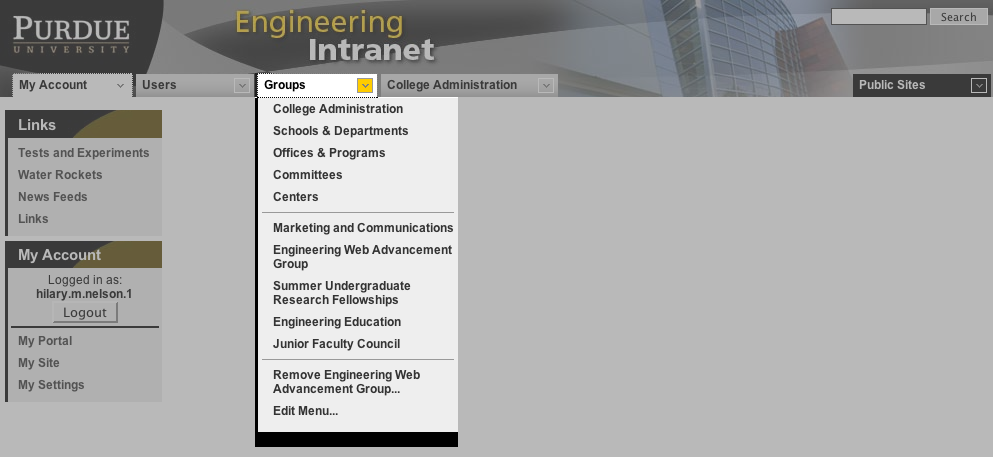 PURDUE
UNIVERSITY
Engineering
Intranet
Search
My Account
Users
Groups
College Administration
Public Sites
Links
Tests and Experiments
Water Rockets
News Feeds
Links
My Account
Logged in as:
hilary.m.nelson.1
Logout
My Portal
My Site
My Settings
College Administration
Schools & Departments
Offices & Programs
Committees
Centers
Marketing and Communications
Engineering Web Advancement
Group
Summer Undergraduate
Research Fellowships
Engineering Education
Junior Faculty Council
Remove Engineering Web
Advancement Group...
Edit Menu...